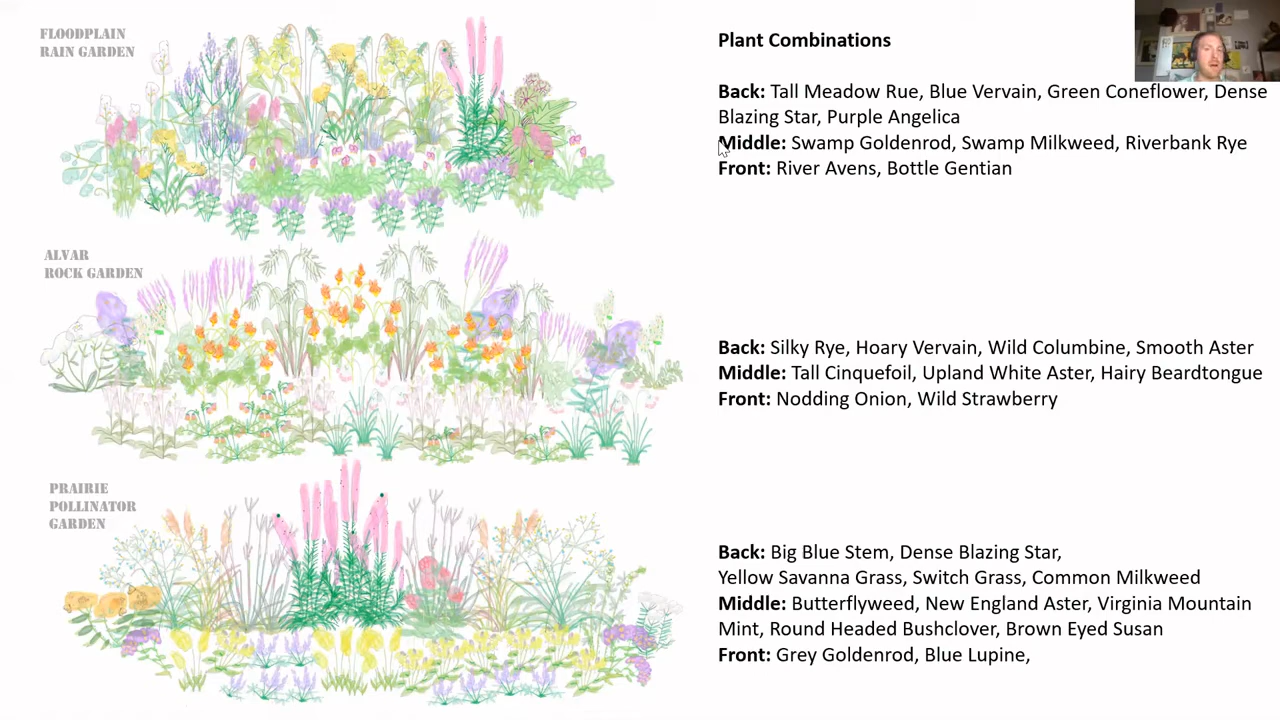 FLOODPLAIN
RAIN GARDEN
Plant Combinations
Back: Tall Meadow Rue, Blue Vervain, Green Coneflower, Dense
Blazing Star, Purple Angelica
Middle: Swamp Goldenrod, Swamp Milkweed, Riverbank Rye
Front: River Avens, Bottle Gentian
ALVAR
ROCK GARDEN
Back: Silky Rye, Hoary Vervain, Wild Columbine, Smooth Aster
Middle: Tall Cinquefoil, Upland White Aster, Hairy Beardtongue
Front: Nodding Onion, Wild Strawberry
PRAIRIE
POLLINATOR
GARDEN
Back: Big Blue Stem, Dense Blazing Star,
Yellow Savanna Grass, Switch Grass, Common Milkweed
Middle: Butterflyweed, New England Aster, Virginia Mountain
Mint, Round Headed Bushclover, Brown Eyed Susan
Front: Grey Goldenrod, Blue Lupine,